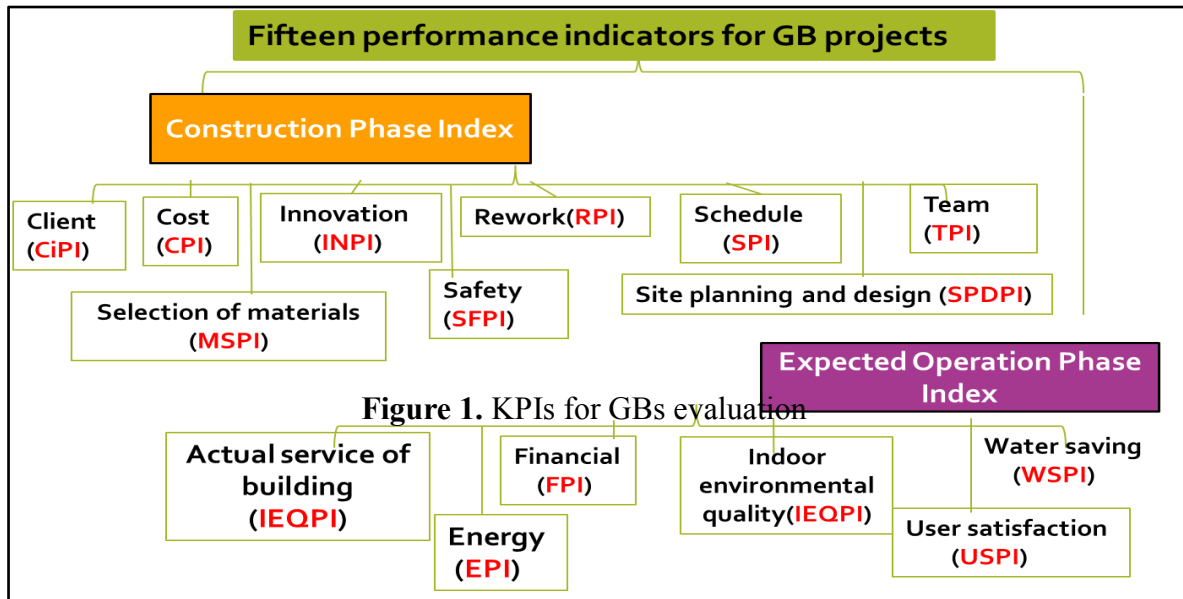 Fifteen performance indicators for GB projects
Construction Phase Index
Client
(CiPI)
Cost
(CPI)
Innovation
(INPI)
Rework(RPI)
Schedule
(SPI)
Team
(TPI)
Selection of materials
(MSPI)
Safety
(SFPI)
Site planning and design (SPDPI)
Expected Operation Phase
Index
Figure 1. KPIs for GBs evaluation
Actual service of
building
(IEQPI)
Energy
(EPI)
Financial
(FPI)
Indoor
environmental
quality(IEQPI)
Water saving
(WSPI)
User satisfaction
(USPI)